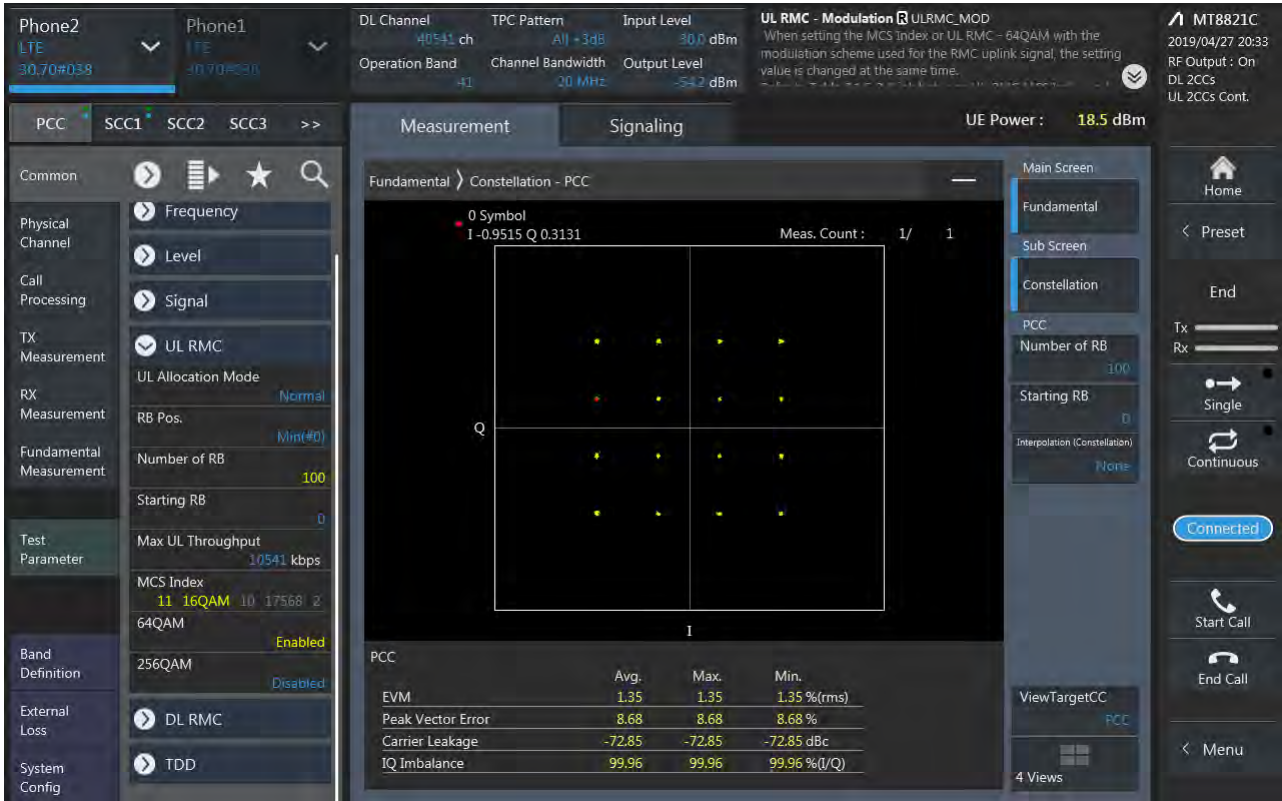 Phone2
LTE
30.70#038
Phone1
LTE
30.70#038
DL Channel
40541 ch
TPC Pattern
All +3dB
Input Level
30.0 dBm
Operation Band
41
Channel Bandwidth
20 MHz
Output Level
-54.2 dBm
UL RMC - Modulation R ULRMC_MOD
When setting the MCS Index or UL RMC - 64QAM with the
modulation scheme used for the RMC uplink signal, the setting
value is changed at the same time.
MT8821C
2019/04/27 20:33
RF Output : On
DL 2CCs
UL 2CCs Cont.
PCC SCC1 SCC2 SCC3 >>
Measurement
Signaling
UE Power : 18.5 dBm
Common
Physical
Channel
Call
Processing
TX
Measurement
RX
Measurement
Fundamental
Measurement
Test
Parameter
Band
Definition
External
Loss
System
Config
Frequency
Level
Signal
UL RMC
UL Allocation Mode
Normal
RB Pos.
Min(#0)
Number of RB
100
Starting RB
0
Max UL Throughput
10541 kbps
MCS Index
11 16QAM 10 17568 2
64QAM
Enabled
256QAM
Disabled
DL RMC
TDD
Fundamental > Constellation - PCC
0 Symbol
I -0.9515 Q 0.3131
Meas. Count : 1/ 1
Q
I
PCC
Avg. Max. Min.
EVM 1.35 1.35 1.35 %(rms)
Peak Vector Error 8.68 8.68 8.68 %
Carrier Leakage -72.85 -72.85 -72.85 dBc
IQ Imbalance 99.96 99.96 99.96 %(I/Q)
Main Screen
Fundamental
Sub Screen
Constellation
PCC
Number of RB
100
Starting RB
0
Interpolation (Constellation)
None
ViewTargetCC
PCC
4 Views
Home
< Preset
End
Tx
Rx
Single
Continuous
Connected
Start Call
End Call
< Menu